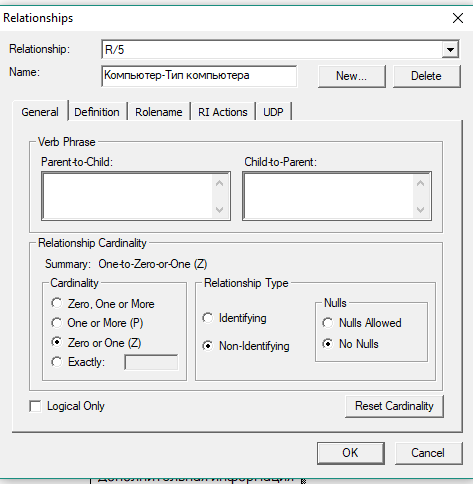 Relationships
Relationship: R/5
Name: Компьютер-Тип компьютера New... Delete
General Definition Rolename RI Actions UDP
Verb Phrase
Parent-to-Child: Child-to-Parent:
Relationship Cardinality
Summary: One-to-Zero-or-One (Z)
Cardinality Relationship Type
Zero, One or More
One or More (P)
Zero or One (Z)
Exactly:
Identifying
Non-Identifying
Nulls
Nulls Allowed
No Nulls
Logical Only Reset Cardinality
OK Cancel
Дополнительная информация